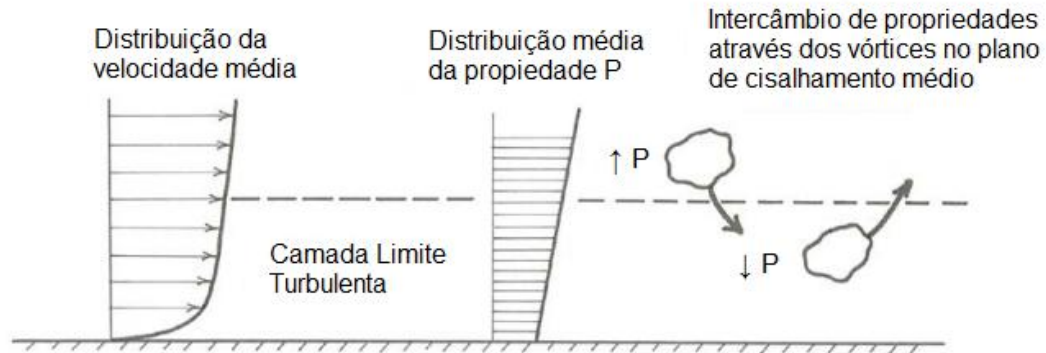 Distribuição da
velocidade média
Distribuição média
da propiedade P
Intercâmbio de propriedades
através dos vórtices no plano
de cisalhamento médio
↑ P
Camada Limite
Turbulenta
↓ P